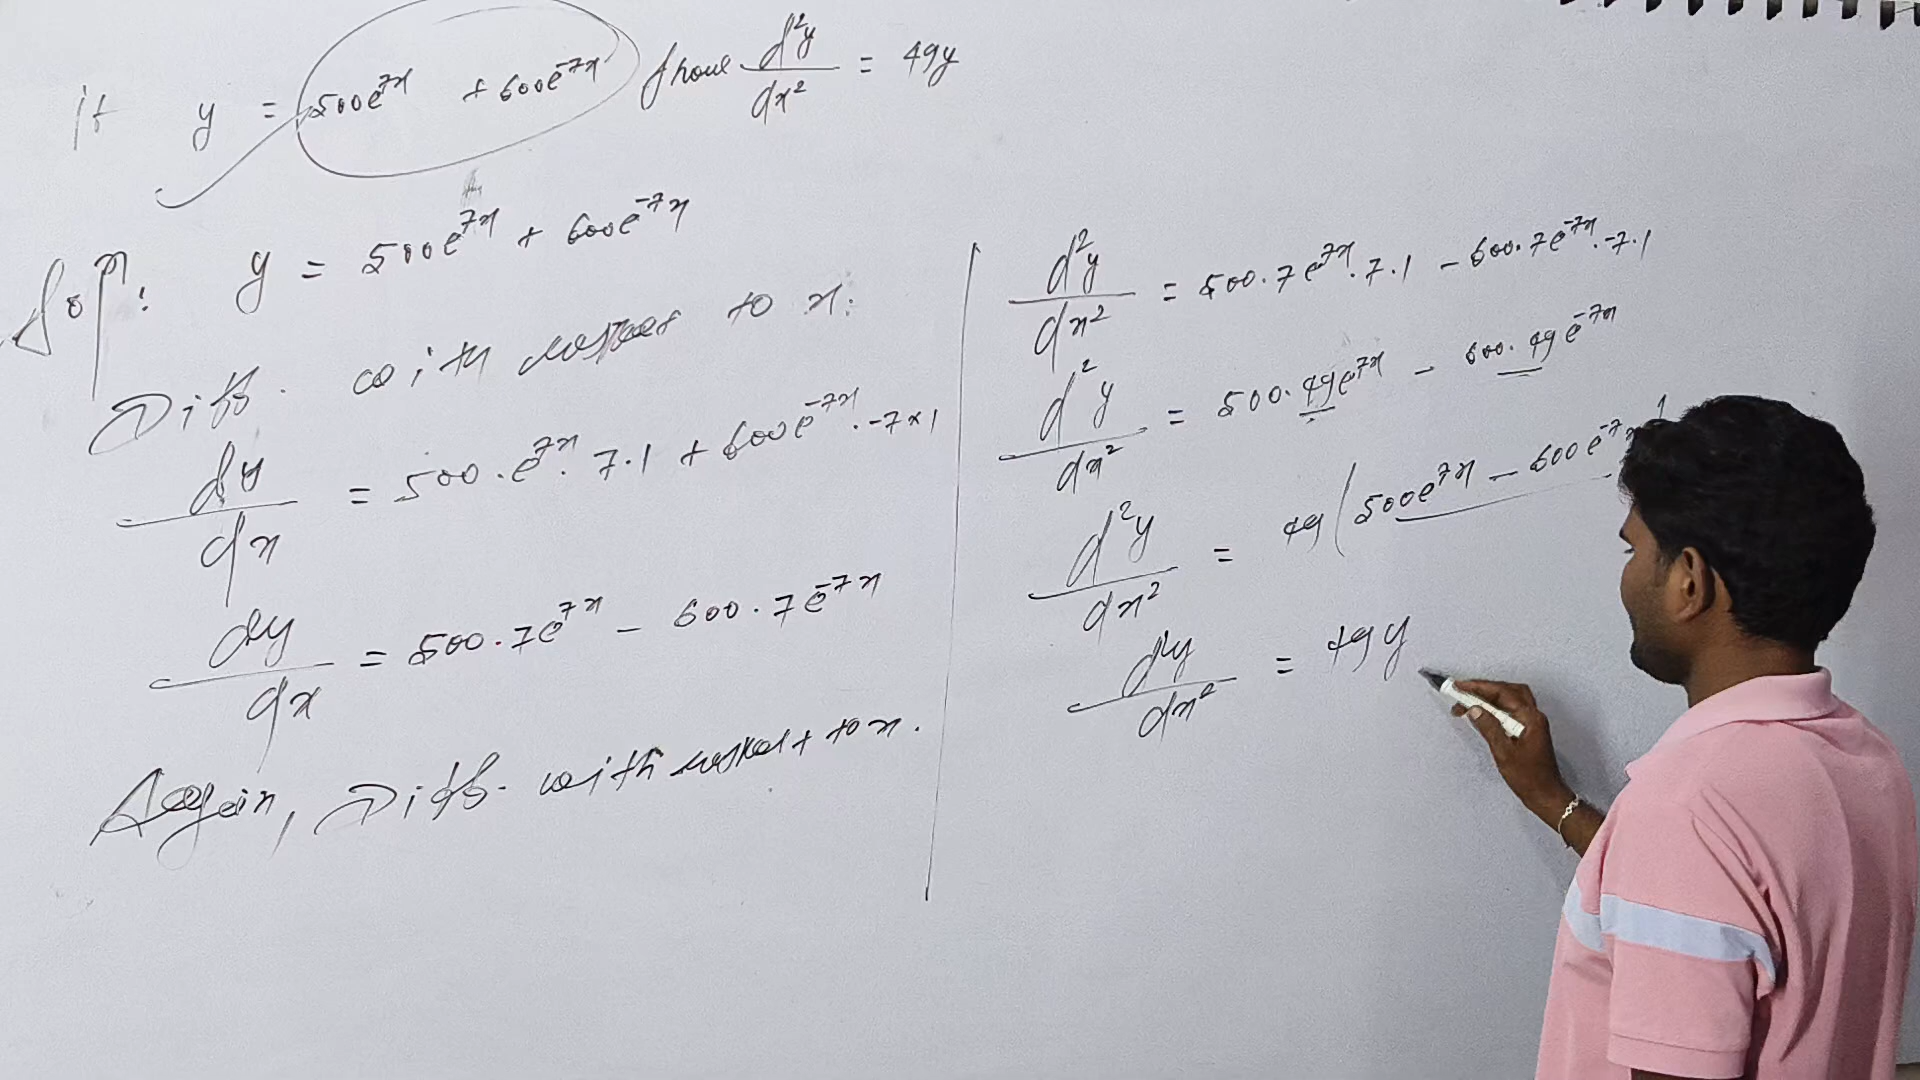 If y = 500e^7x + 600e^-7x prove d²y/dx² = 49y
Sol^n: y = 500e^7x + 600e^-7x
Diff. with respect to x.
dy/dx = 500.e^7x.7.1 + 600e^-7x.-7×1
dy/dx = 500.7e^7x - 600.7e^-7x
Again, Diff. with respect to x.
d²y/dx² = 500.7e^7x.7.1 - 600.7e^-7x.-7.1
d²y/dx² = 500.49e^7x - 600.49e^-7x
d²y/dx² = 49(500e^7x - 600e^-7x
d²y/dx² = 49y